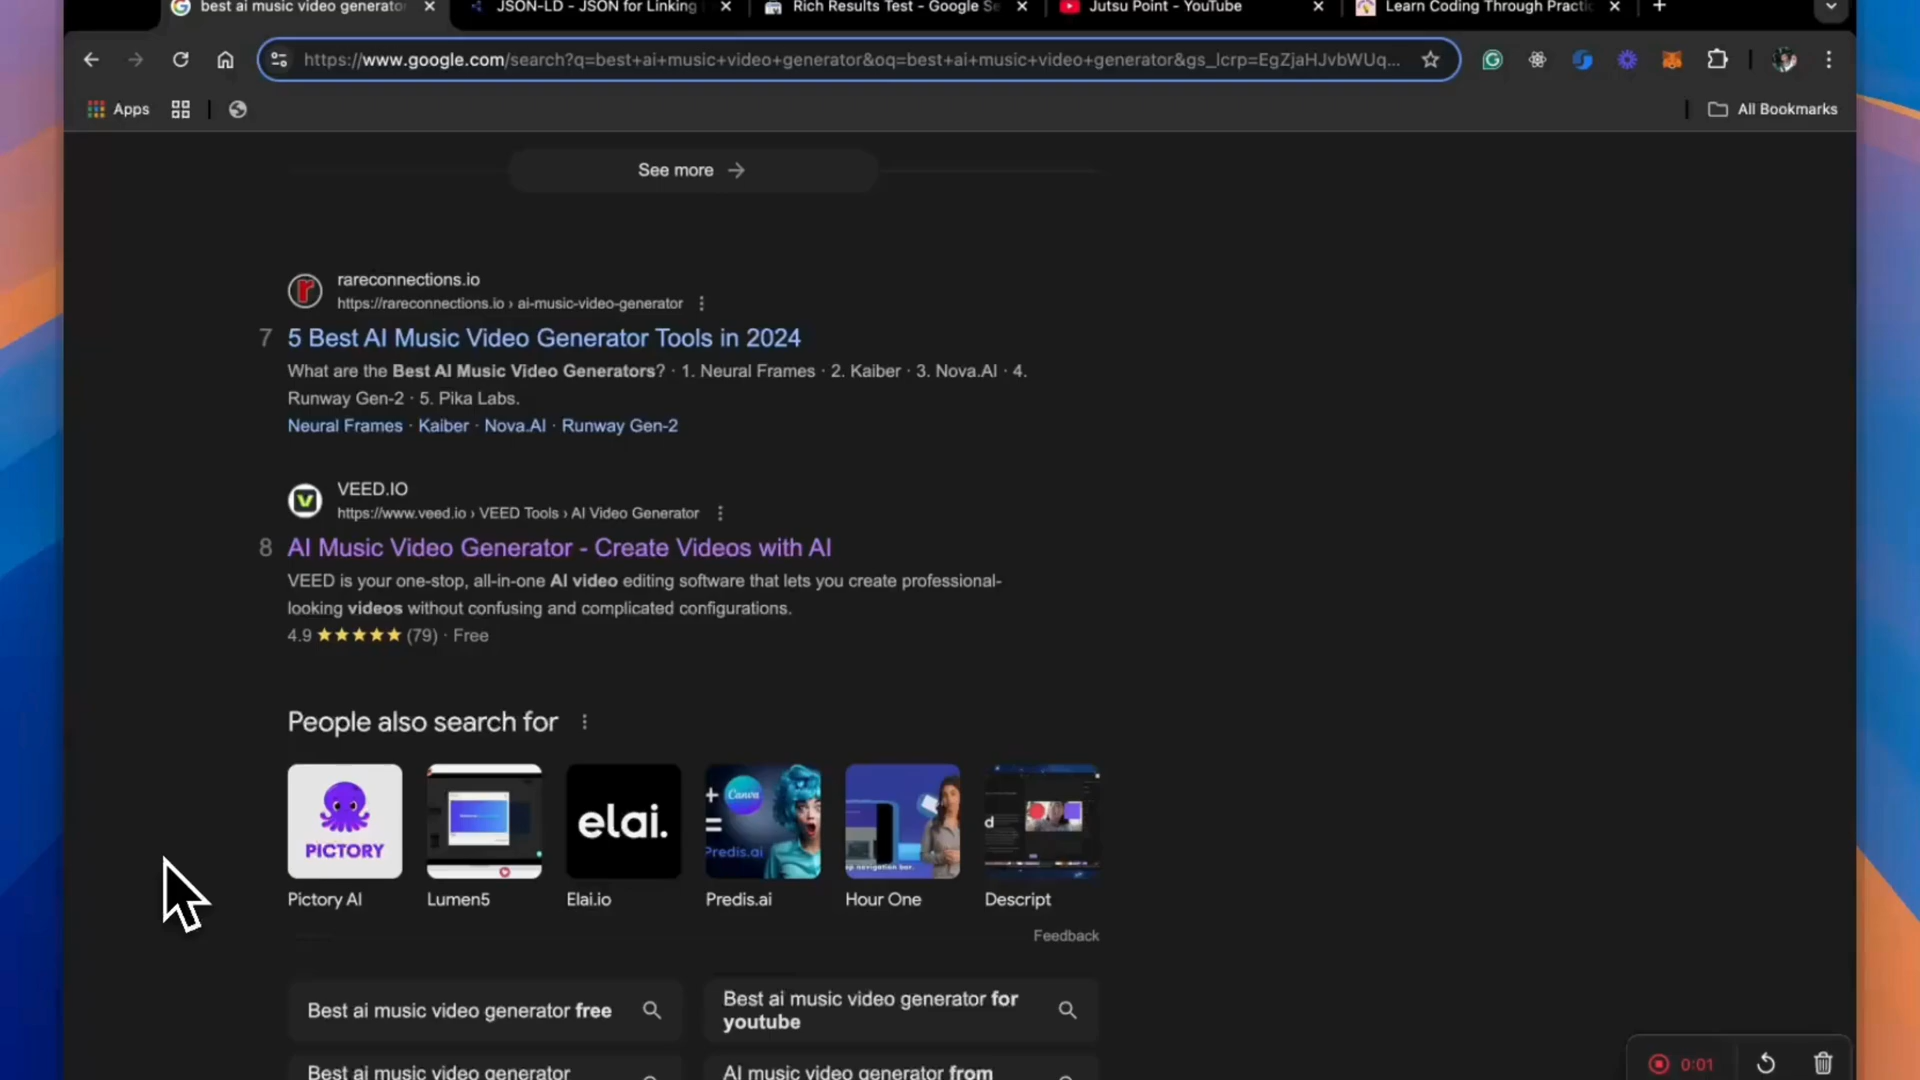 best ai music video generator
JSON-LD - JSON for Linking
Rich Results Test - Google Se
Jutsu Point - YouTube
Learn Coding Through Practi
https://www.google.com/search?q=best+ai+music+video+generator&oq=best+ai+music+video+generator&gs_lcrp=EgZjaHJvbWUq...
Apps
All Bookmarks
See more
rareconnections.io
https://rareconnections.io › ai-music-video-generator
7 5 Best AI Music Video Generator Tools in 2024
What are the Best AI Music Video Generators? · 1. Neural Frames · 2. Kaiber · 3. Nova.AI · 4.
Runway Gen-2 · 5. Pika Labs.
Neural Frames · Kaiber · Nova.AI · Runway Gen-2
VEED.IO
https://www.veed.io › VEED Tools › AI Video Generator
8 AI Music Video Generator - Create Videos with AI
VEED is your one-stop, all-in-one AI video editing software that lets you create professional-
looking videos without confusing and complicated configurations.
4.9 ★★★★★ (79) · Free
People also search for
PICTORY
elai.
+ Canva
= Predis.ai
op navigation bar.
d
Pictory AI
Lumen5
Elai.io
Predis.ai
Hour One
Descript
Feedback
Best ai music video generator free
Best ai music video generator for
youtube
Best ai music video generator
AI music video generator from
0:01